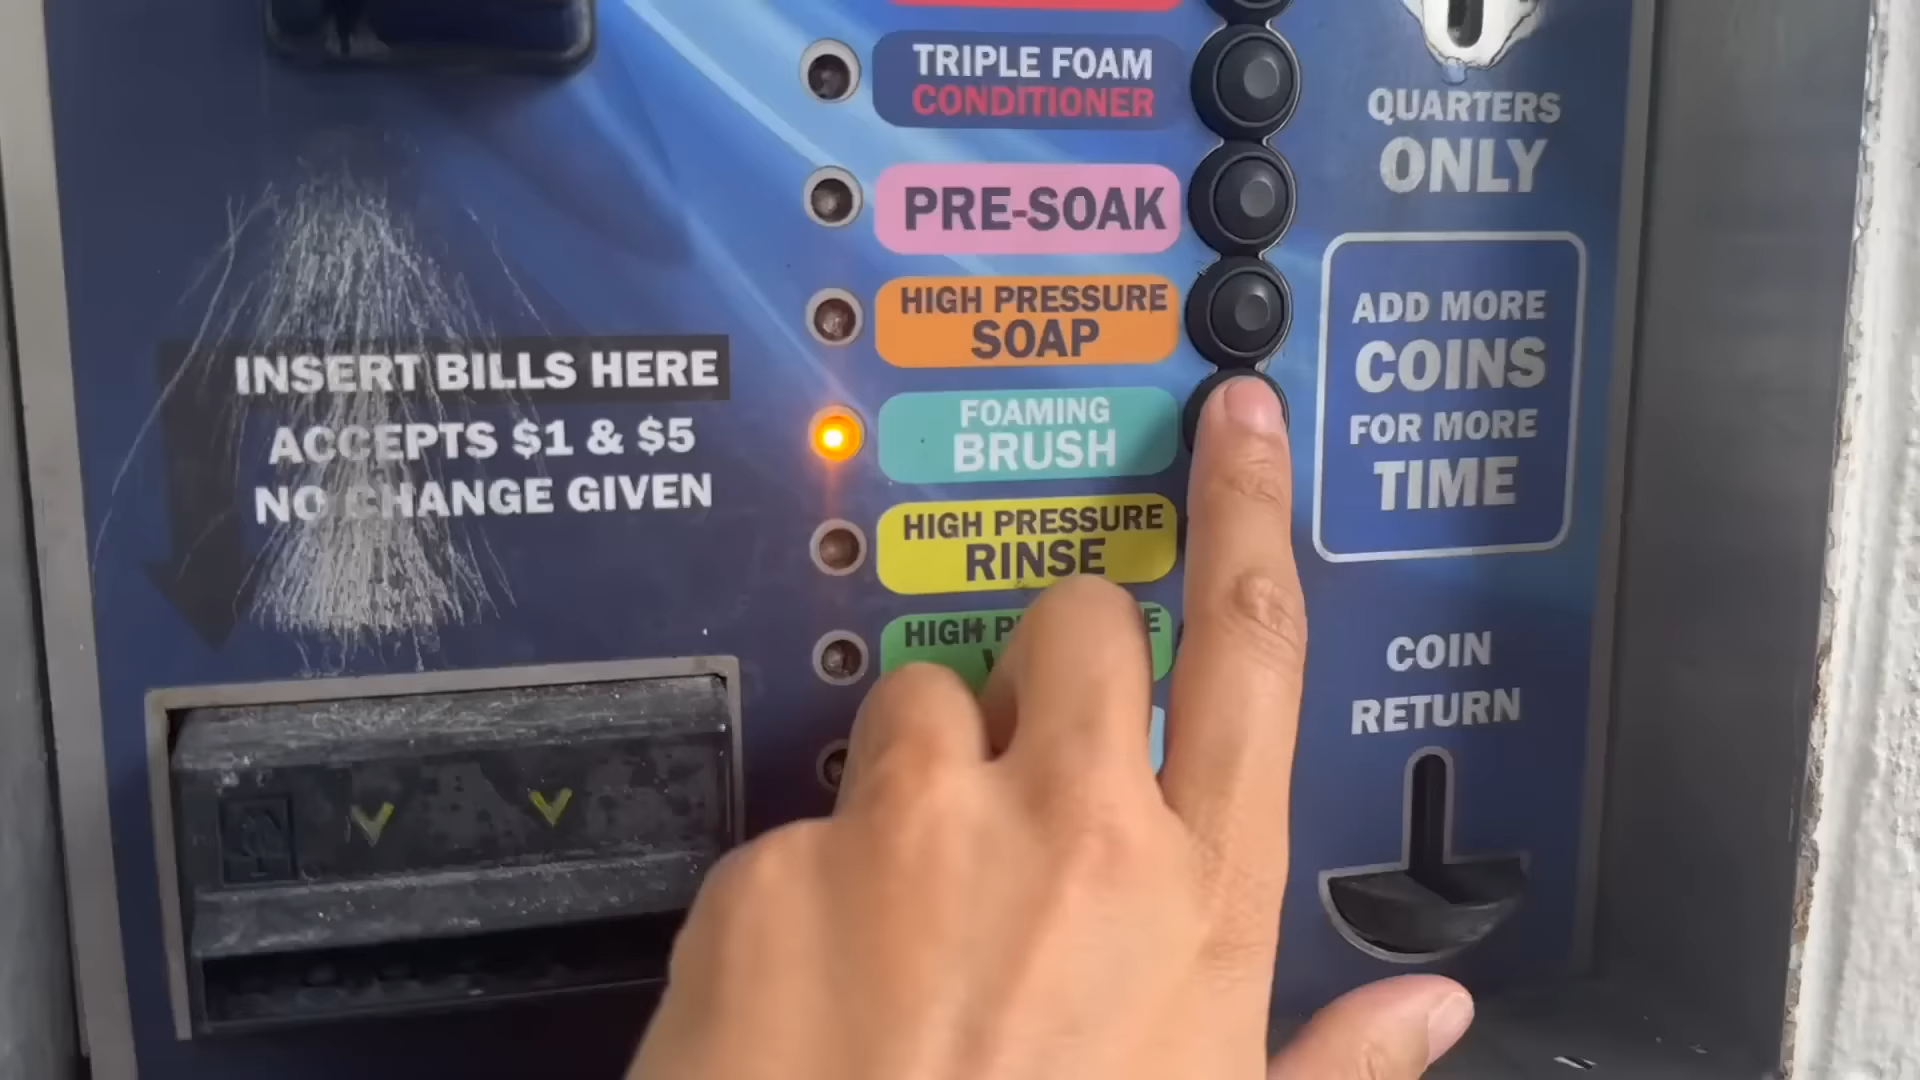 TRIPLE FOAM
CONDITIONER
PRE-SOAK
HIGH PRESSURE
SOAP
FOAMING
BRUSH
HIGH PRESSURE
RINSE
HIGH
INSERT BILLS HERE
ACCEPTS $1 & $5
NO CHANGE GIVEN
QUARTERS
ONLY
ADD MORE
COINS
FOR MORE
TIME
COIN
RETURN